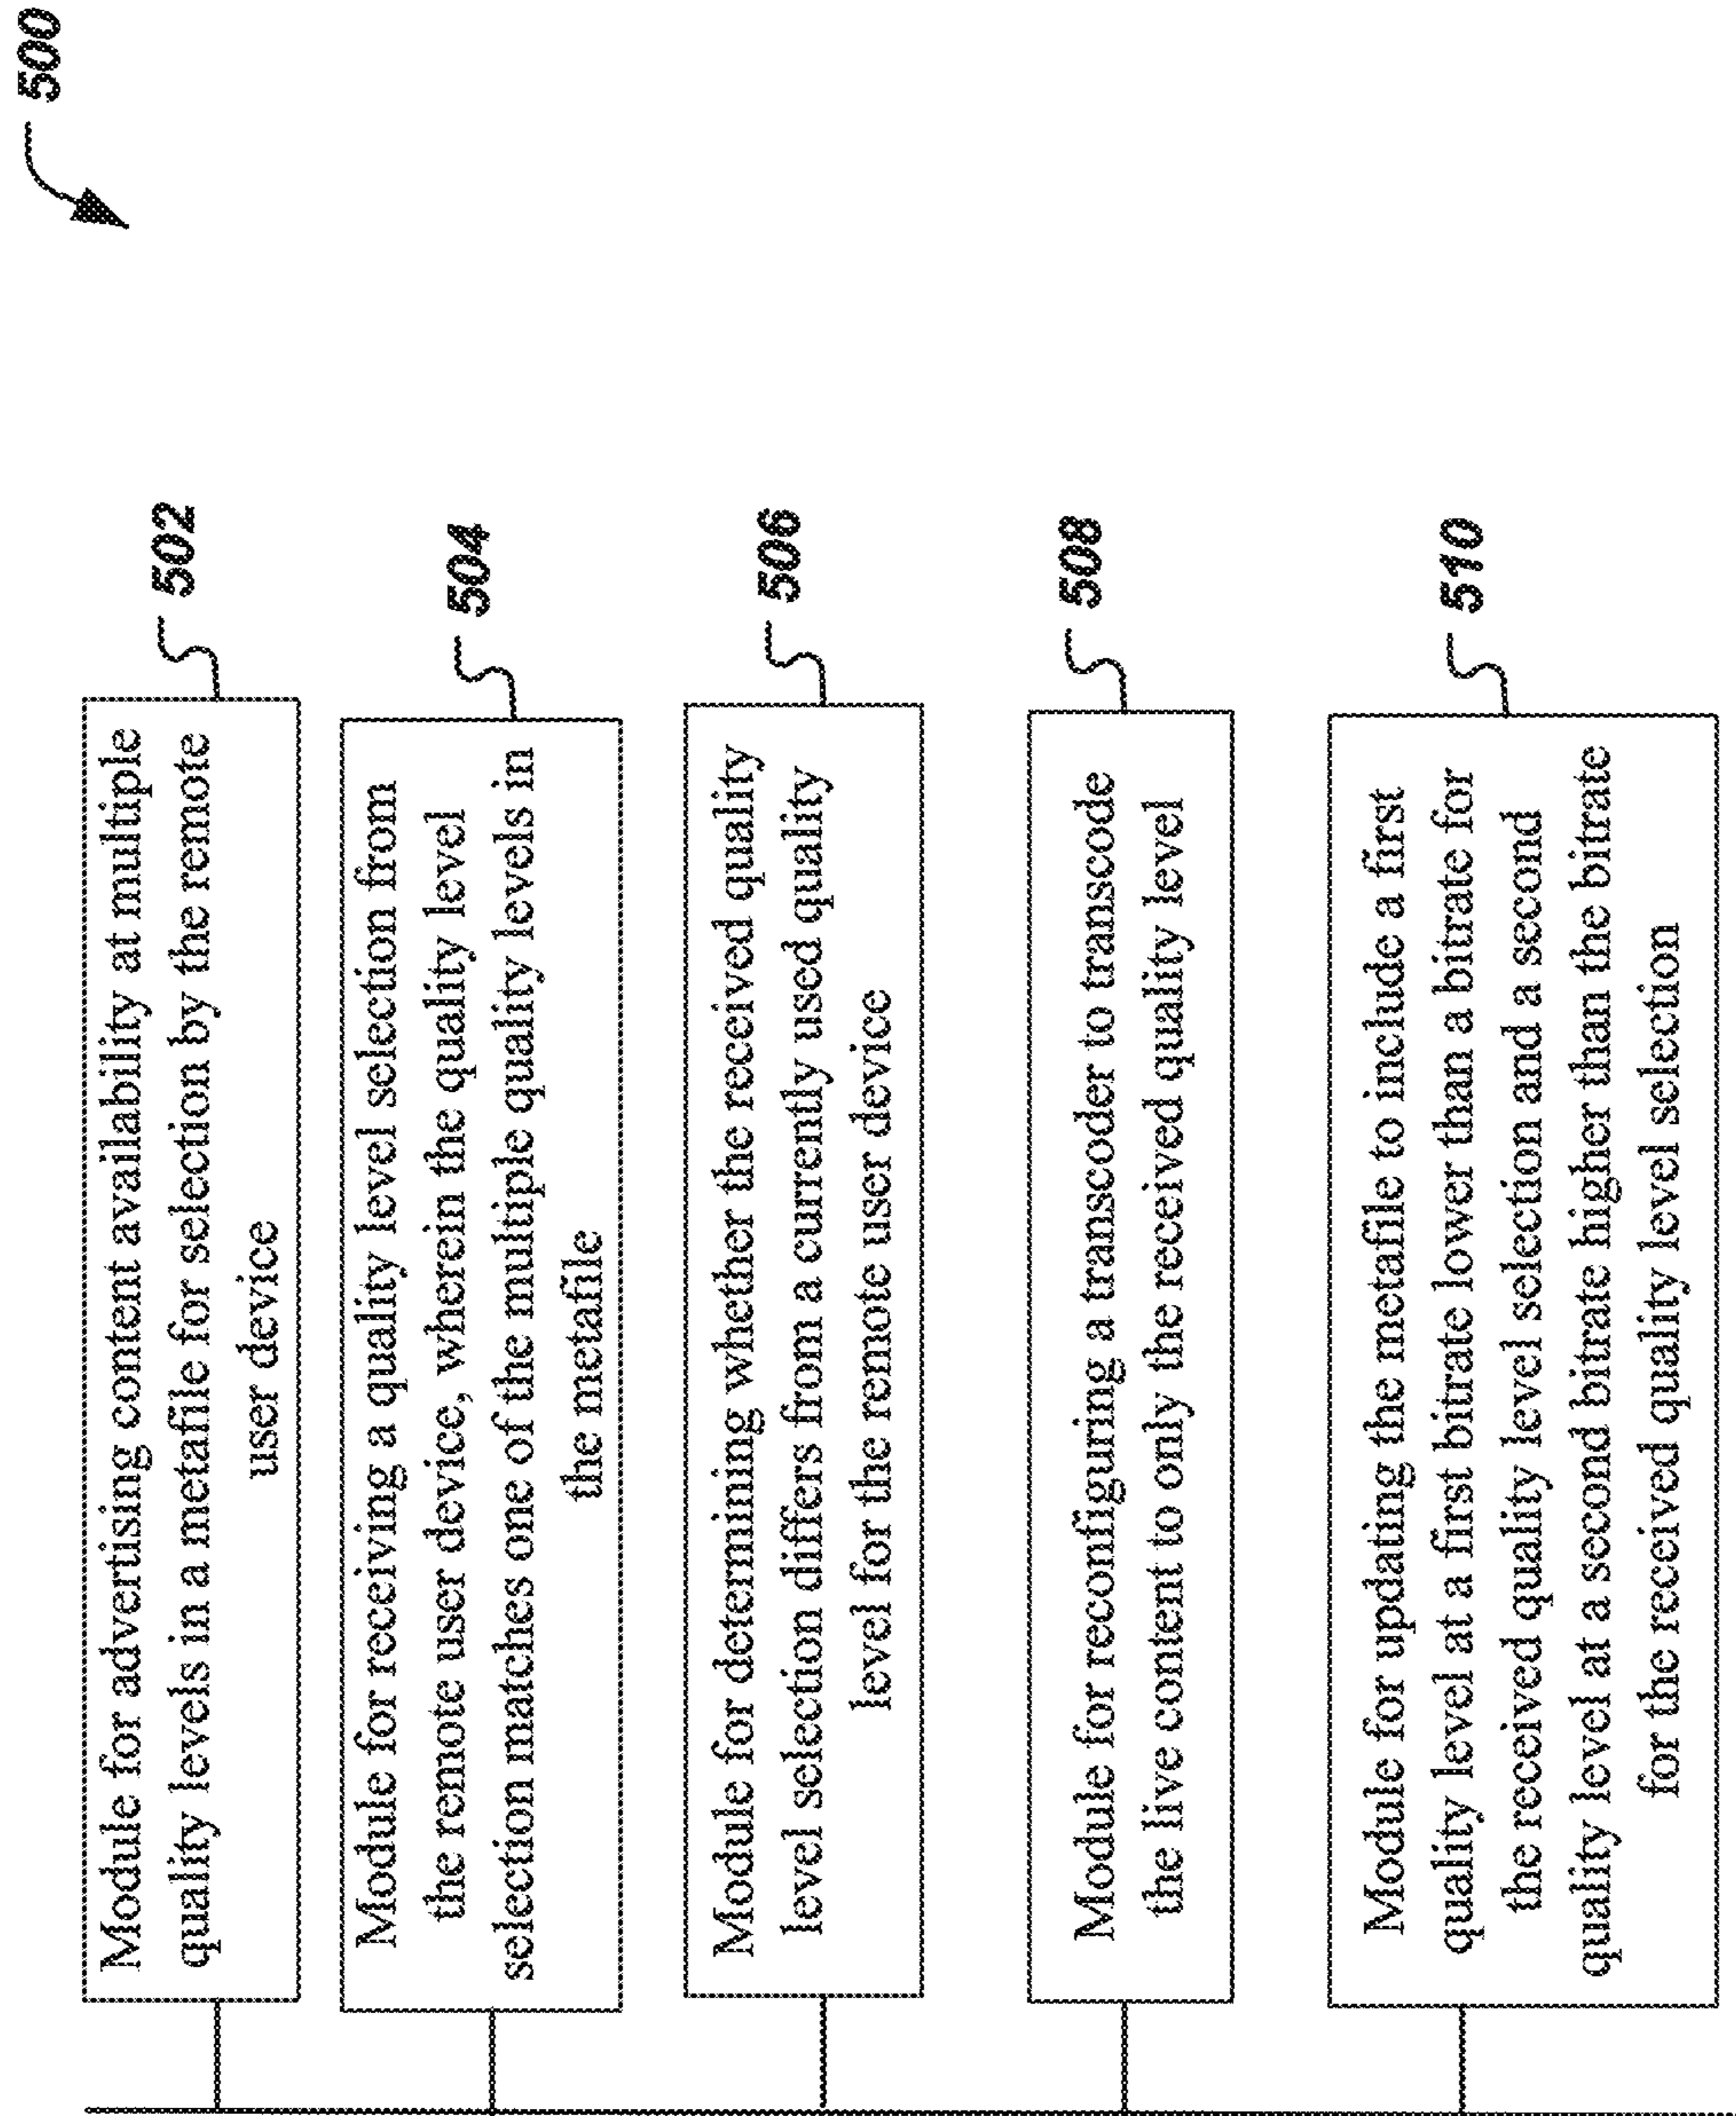 500
Module for advertising content availability at multiple
quality levels in a metafile for selection by the remote
user device
502
Module for receiving a quality level selection from
the remote user device, wherein the quality level
selection matches one of the multiple quality levels in
the metafile
504
Module for determining whether the received quality
level selection differs from a currently used quality
level for the remote user device
506
Module for reconfiguring a transcoder to transcode
the live content to only the received quality level
508
Module for updating the metafile to include a first
quality level at a first bitrate lower than a bitrate for
the received quality level selection and a second
quality level at a second bitrate higher than the bitrate
for the received quality level selection
510